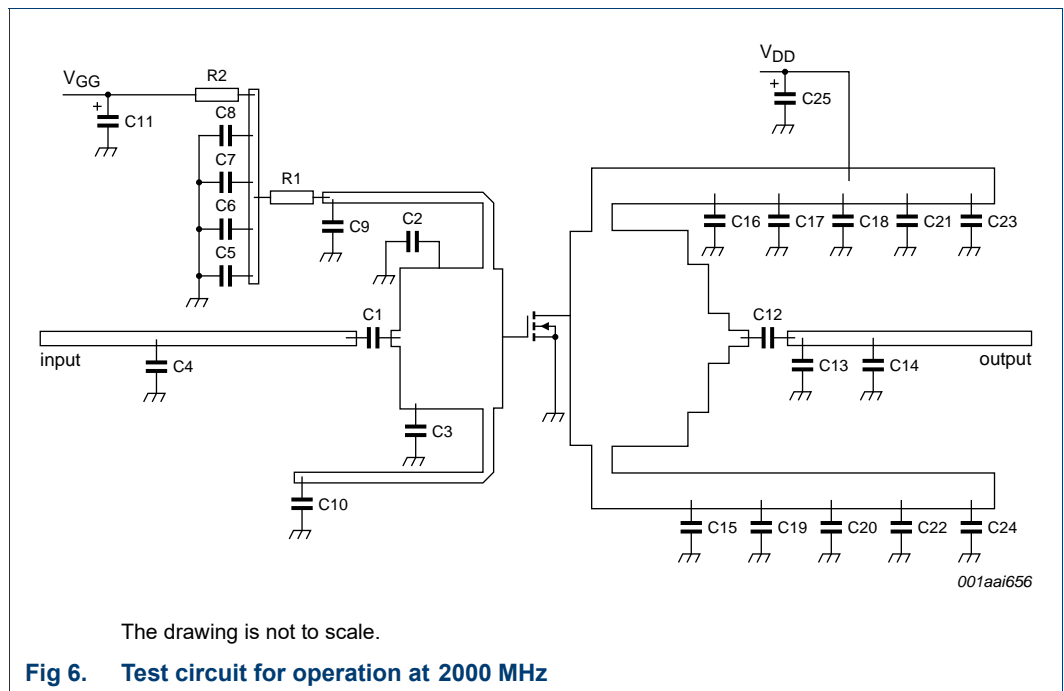 VGG
R2
VDD
+
C11
C8
+
C25
C7
R1
C6
C9
C2
C16
C17
C18
C21
C23
C5
C1
C12
input
C4
output
C13
C14
C3
C10
C15
C19
C20
C22
C24
001aai656
The drawing is not to scale.
Fig 6. Test circuit for operation at 2000 MHz